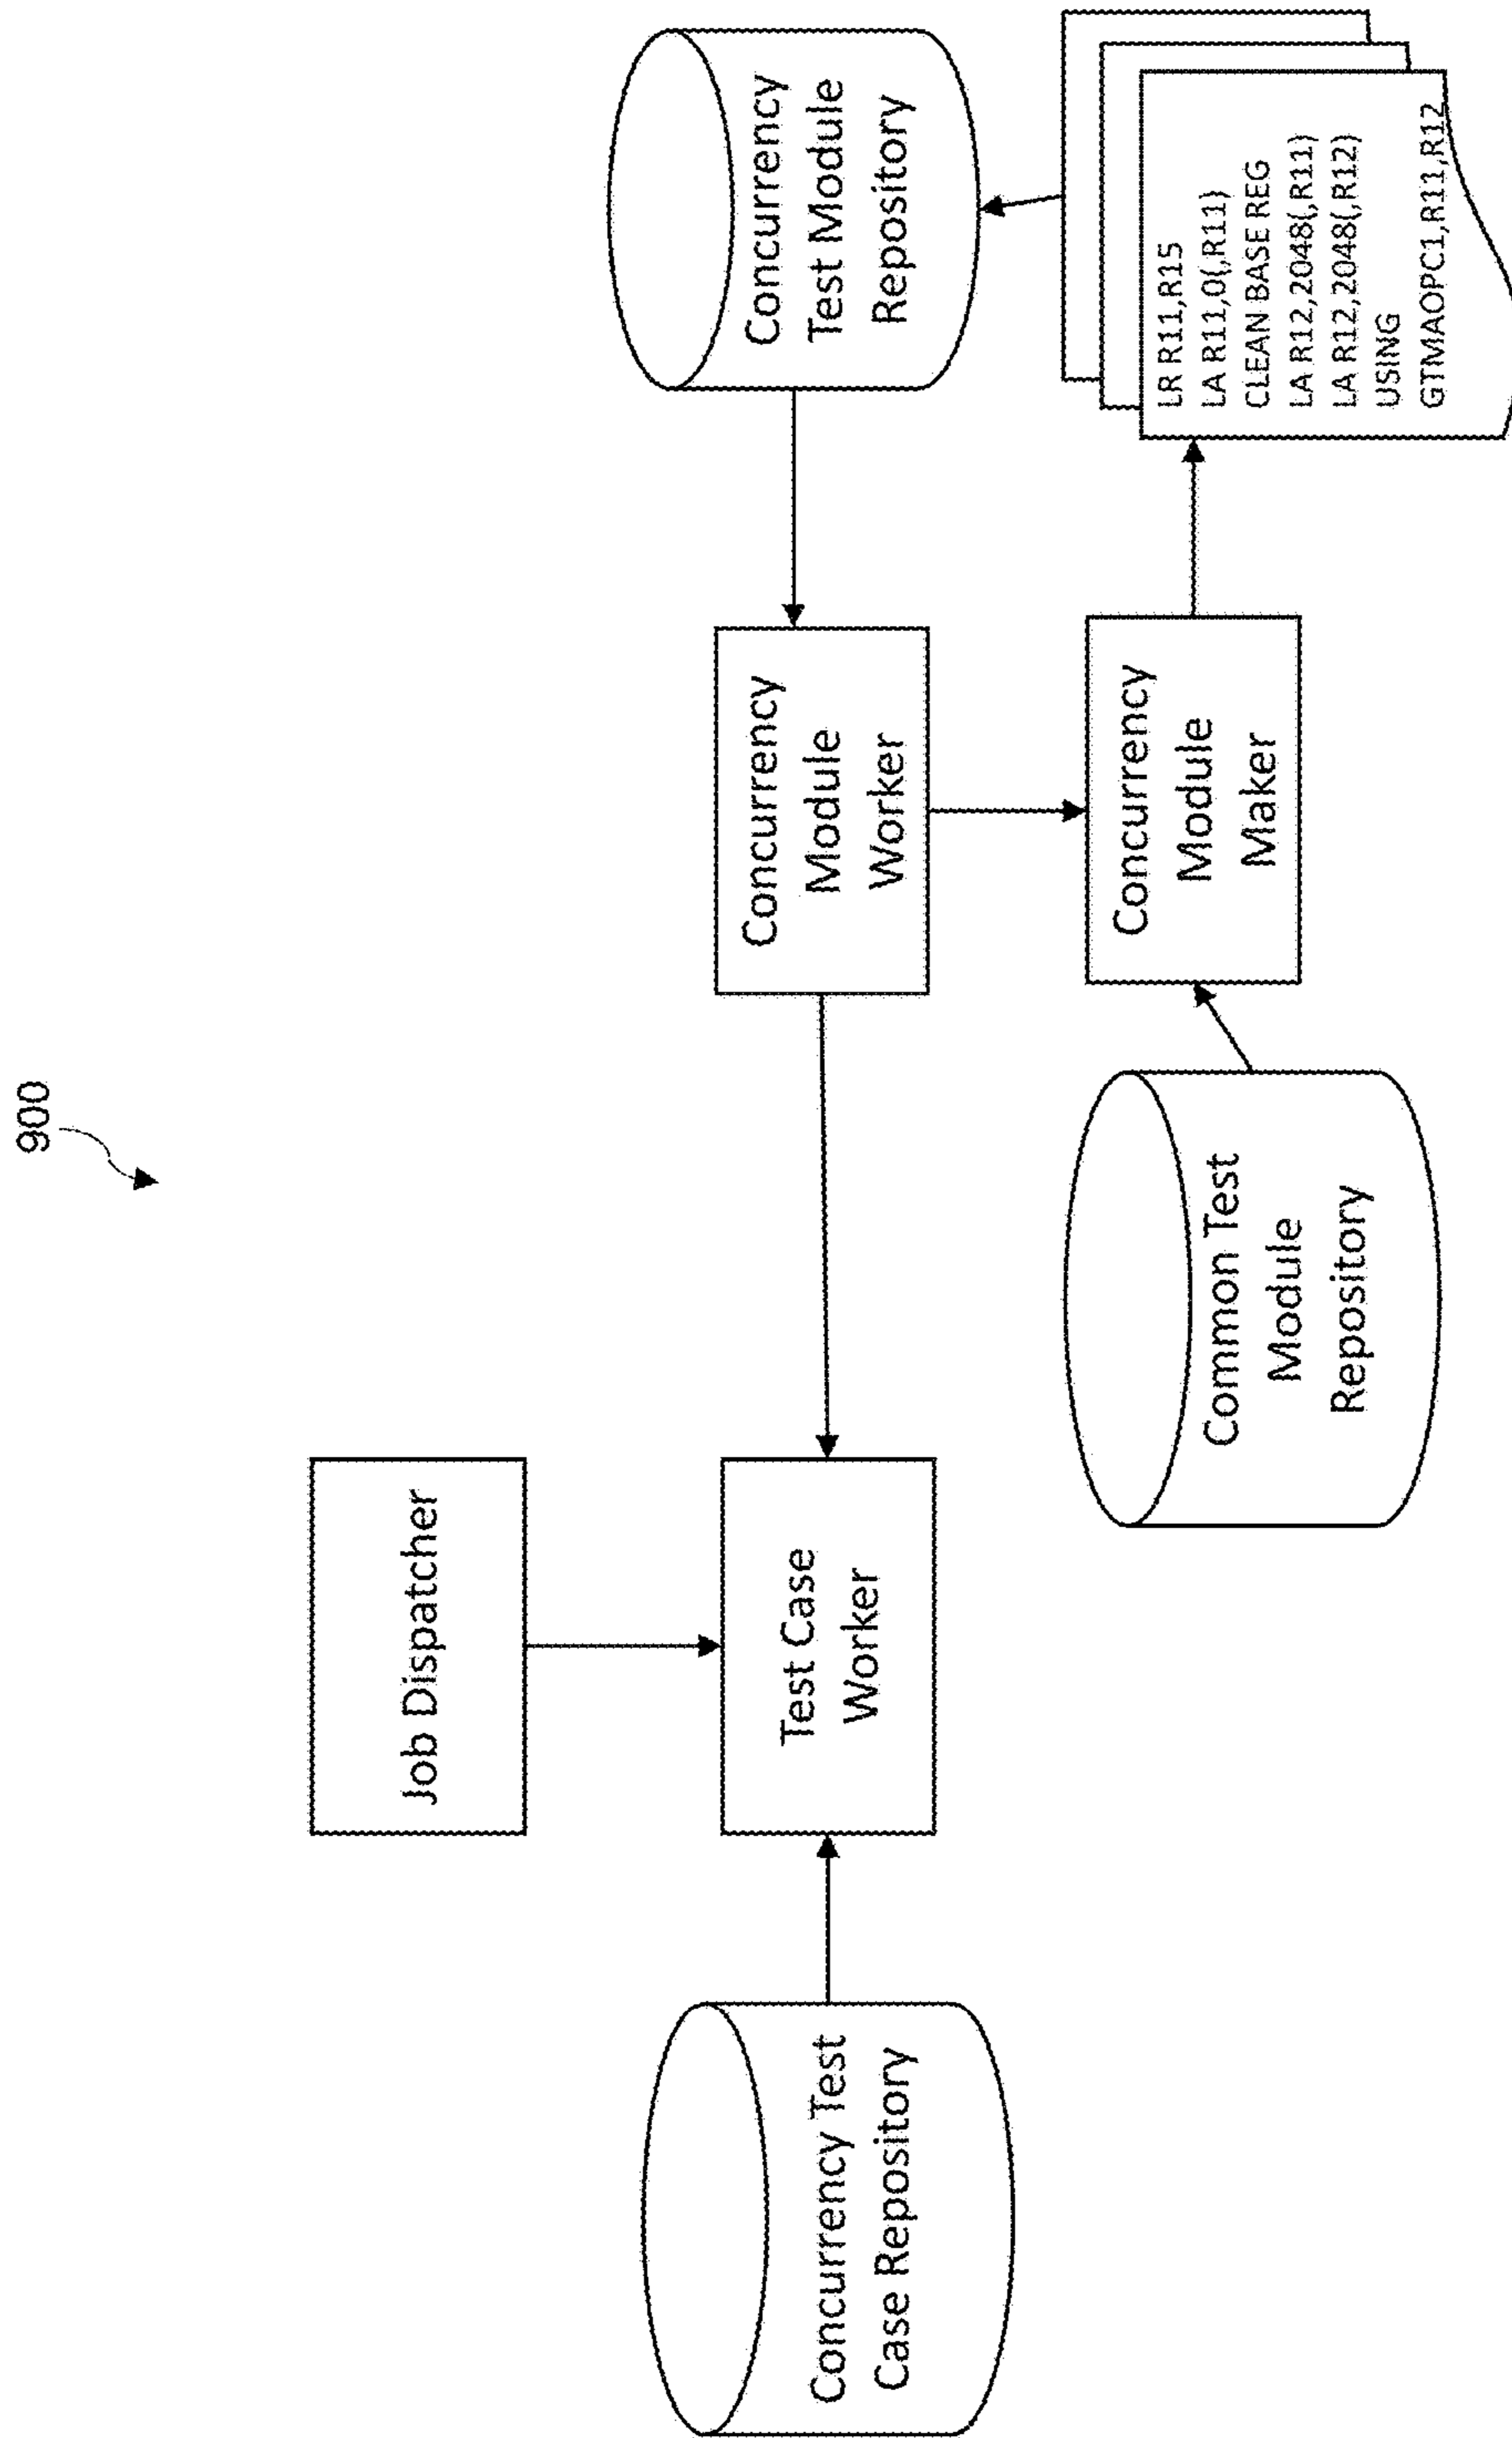 900
Job Dispatcher
Concurrency Test
Case Repository
Test Case
Worker
Concurrency
Module
Worker
Concurrency
Test Module
Repository
Common Test
Module
Repository
Concurrency
Module
Maker
LR R11,R15
LA R11,0(,R11)
CLEAN BASE REG
LA R12,2048(,R11)
LA R12,2048(,R12)
USING
GTMAOPC1,R11,R12